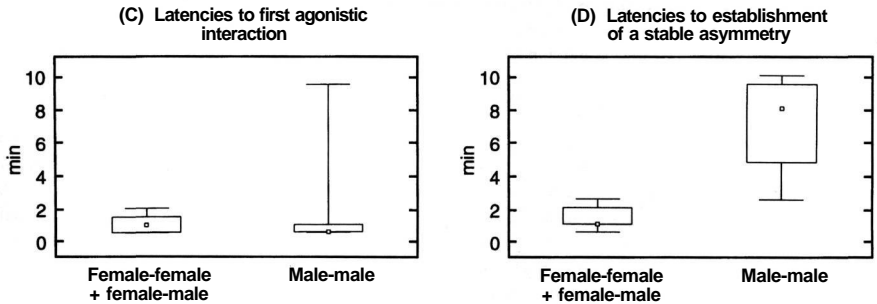 (C) Latencies to first agonistic
interaction
min
10
8
6
4
2
0
Female-female
+ female-male
Male-male
(D) Latencies to establishment
of a stable asymmetry
min
10
8
6
4
2
0
Female-female
+ female-male
Male-male